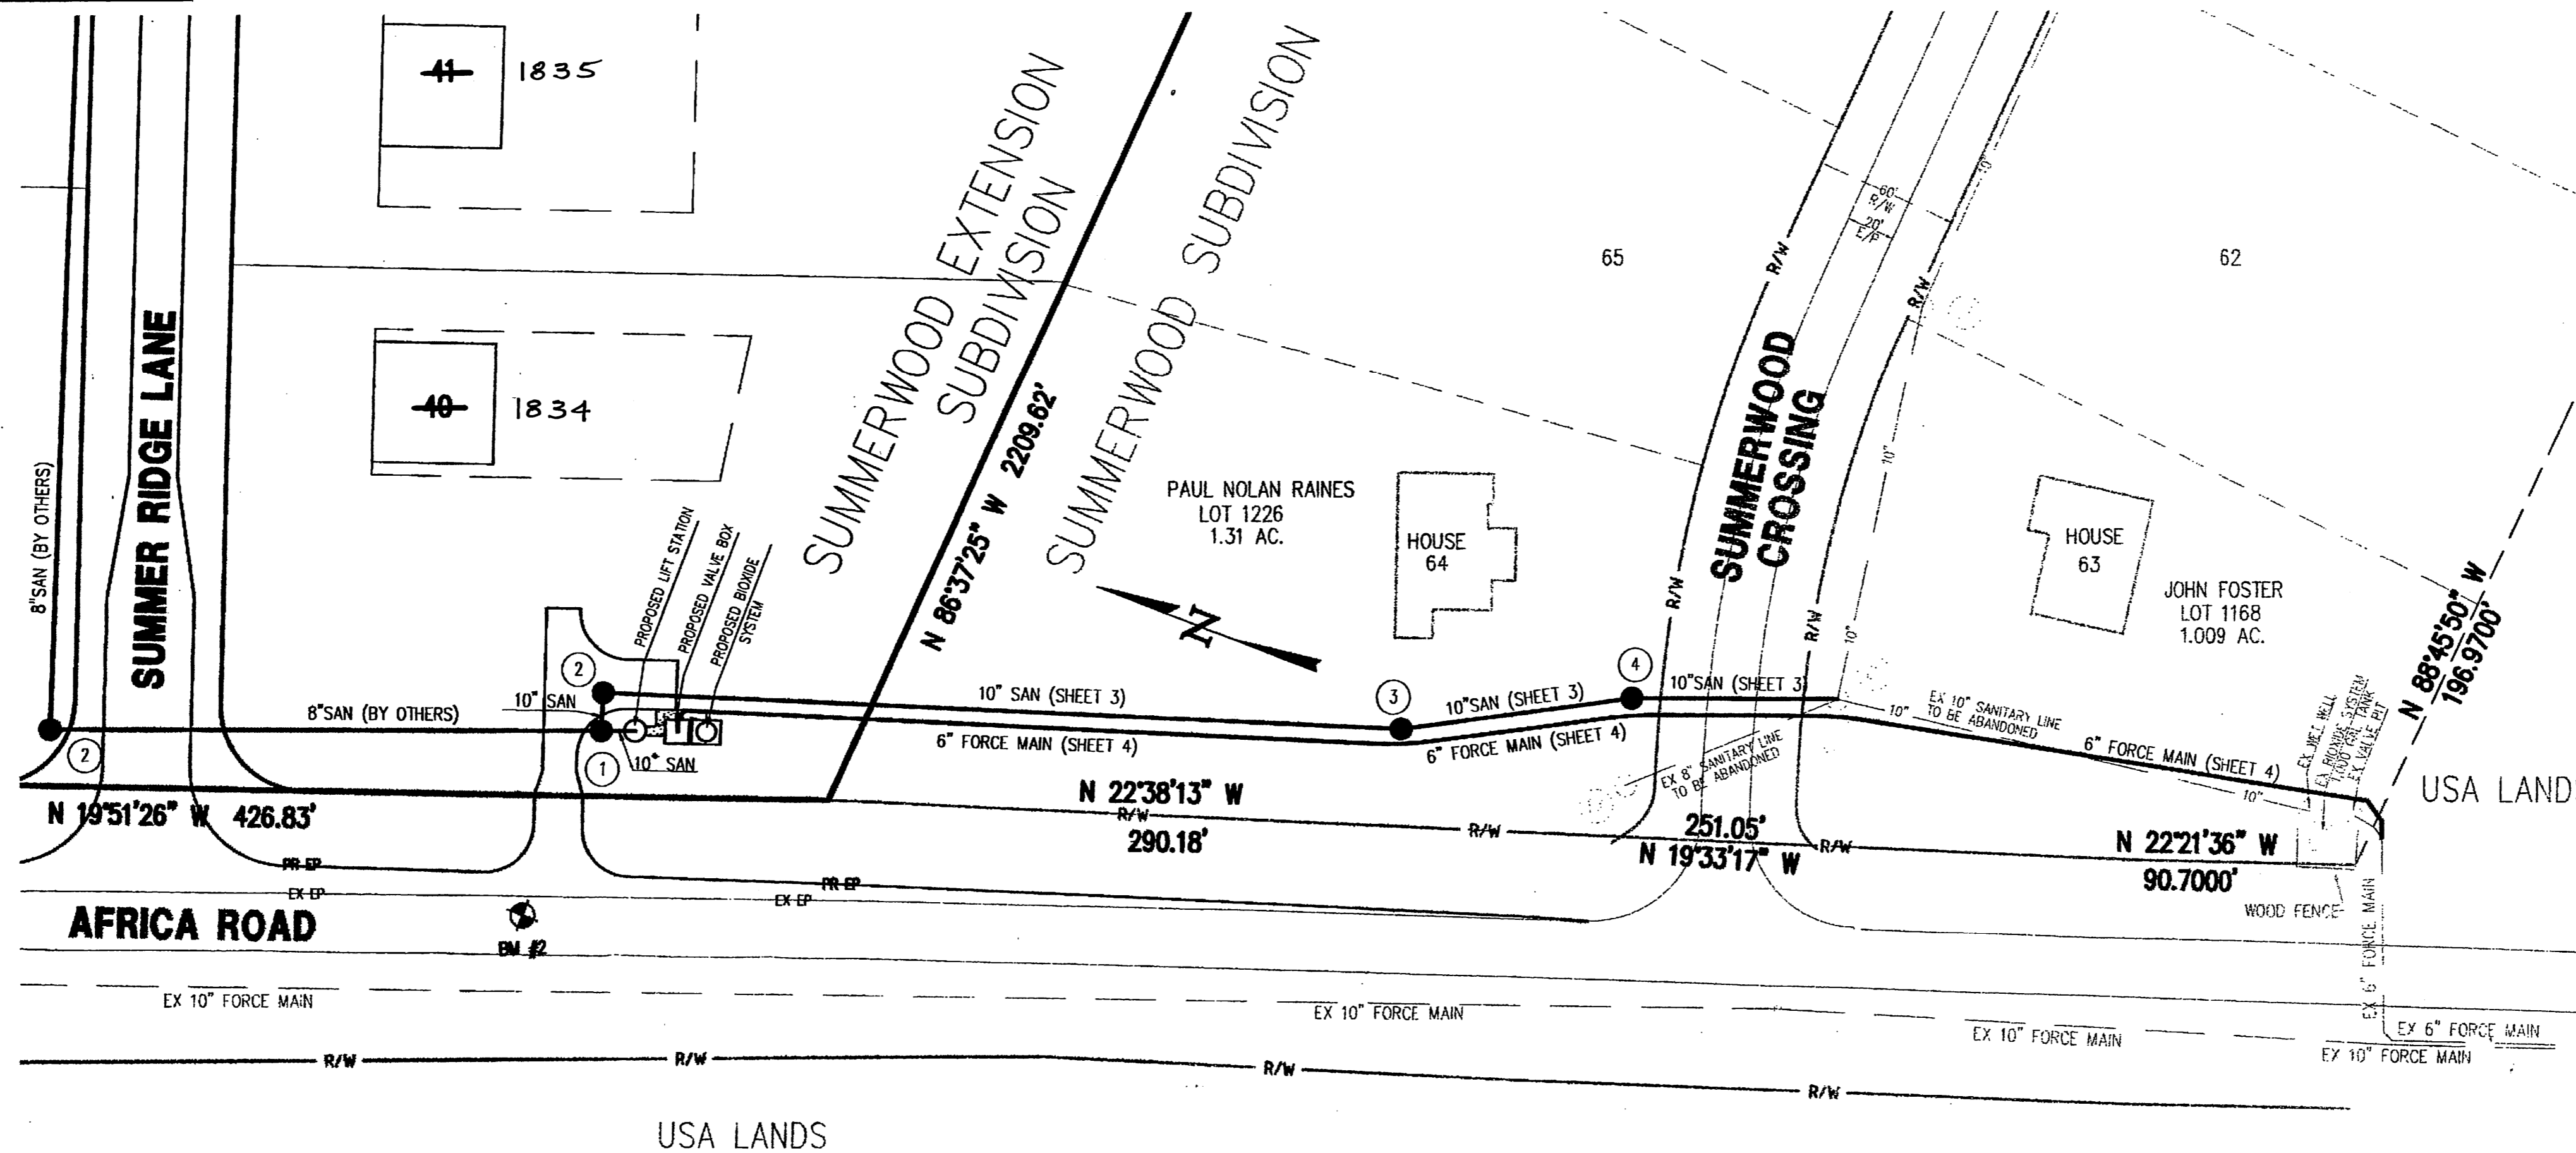 41
1835
40
1834
SUMMER RIDGE LANE
8"SAN (BY OTHERS)
SUMMERWOOD EXTENSION
SUBDIVISION
SUMMERWOOD SUBDIVISION
N 86°37'25" W 2209.62'
65
62
60'
R/W
20'
E/P
R/W
R/W
10"
SUMMERWOOD
CROSSING
PAUL NOLAN RAINES
LOT 1226
1.31 AC.
HOUSE
64
HOUSE
63
JOHN FOSTER
LOT 1168
1.009 AC.
N 88°45'50" W
196.9700'
R/W
R/W
10"
10"
N
PROPOSED LIFT STATION
PROPOSED VALVE BOX
PROPOSED BIOXIDE
SYSTEM
2
2
1
3
4
8"SAN (BY OTHERS)
10" SAN
10" SAN
10" SAN (SHEET 3)
6" FORCE MAIN (SHEET 4)
10"SAN (SHEET 3)
6" FORCE MAIN (SHEET 4)
10"SAN (SHEET 3)
EX 8" SANITARY LINE
TO BE ABANDONED
10"
EX 10" SANITARY LINE
TO BE ABANDONED
6" FORCE MAIN (SHEET 4)
10"
EX WET WELL
EX BIOXIDE SYSTEM
1000 GAL TANK
EX VALVE PIT
USA LAND
N 19°51'26" W 426.83'
N 22°38'13" W
R/W
290.18'
R/W
251.05'
N 19°33'17" W
R/W
N 22°21'36" W
90.7000'
WOOD FENCE
EX 6" FORCE MAIN
PR EP
EX EP
PR EP
EX EP
AFRICA ROAD
BM #2
EX 10" FORCE MAIN
EX 10" FORCE MAIN
EX 10" FORCE MAIN
EX 6" FORCE MAIN
EX 10" FORCE MAIN
R/W
R/W
R/W
R/W
USA LANDS